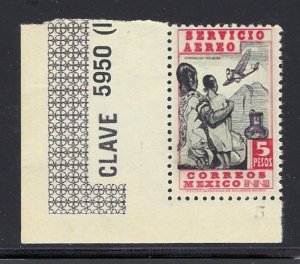 CLAVE 5950 (I
SERVICIO
AEREO
5
PESOS
CORREOS
MEXICO